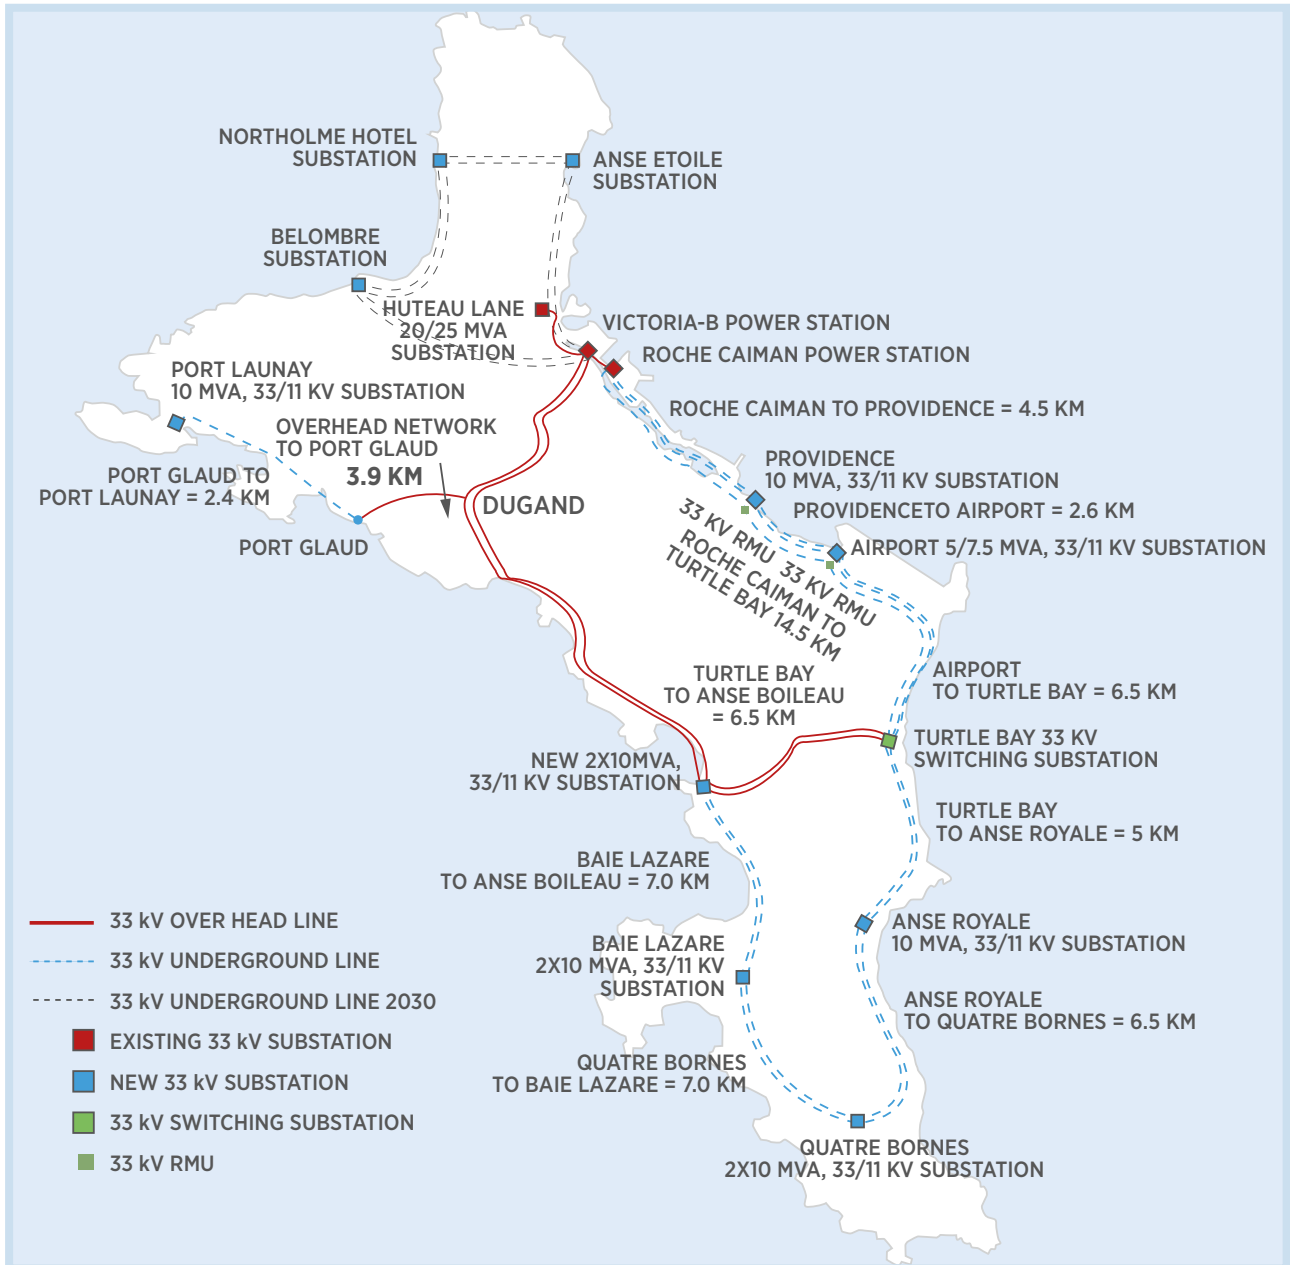 NORTHOLME HOTEL
SUBSTATION
ANSE ETOILE
SUBSTATION
BELOMBRE
SUBSTATION
HUTEAU LANE
20/25 MVA
SUBSTATION
VICTORIA-B POWER STATION
ROCHE CAIMAN POWER STATION
PORT LAUNAY
10 MVA, 33/11 KV SUBSTATION
ROCHE CAIMAN TO PROVIDENCE = 4.5 KM
OVERHEAD NETWORK
TO PORT GLAUD
3.9 KM
PORT GLAUD TO
PORT LAUNAY = 2.4 KM
PROVIDENCE
10 MVA, 33/11 KV SUBSTATION
DUGAND
PROVIDENCETO AIRPORT = 2.6 KM
PORT GLAUD
AIRPORT 5/7.5 MVA, 33/11 KV SUBSTATION
33 KV RMU 33 KV RMU
ROCHE CAIMAN TO
TURTLE BAY 14.5 KM
TURTLE BAY
TO ANSE BOILEAU
= 6.5 KM
AIRPORT
TO TURTLE BAY = 6.5 KM
TURTLE BAY 33 KV
SWITCHING SUBSTATION
NEW 2X10MVA,
33/11 KV SUBSTATION
TURTLE BAY
TO ANSE ROYALE = 5 KM
BAIE LAZARE
TO ANSE BOILEAU = 7.0 KM
ANSE ROYALE
10 MVA, 33/11 KV SUBSTATION
BAIE LAZARE
2X10 MVA, 33/11 KV
SUBSTATION
ANSE ROYALE
TO QUATRE BORNES = 6.5 KM
QUATRE BORNES
TO BAIE LAZARE = 7.0 KM
QUATRE BORNES
2X10 MVA, 33/11 KV SUBSTATION
33 kV OVER HEAD LINE
33 kV UNDERGROUND LINE
33 kV UNDERGROUND LINE 2030
EXISTING 33 kV SUBSTATION
NEW 33 kV SUBSTATION
33 kV SWITCHING SUBSTATION
33 kV RMU